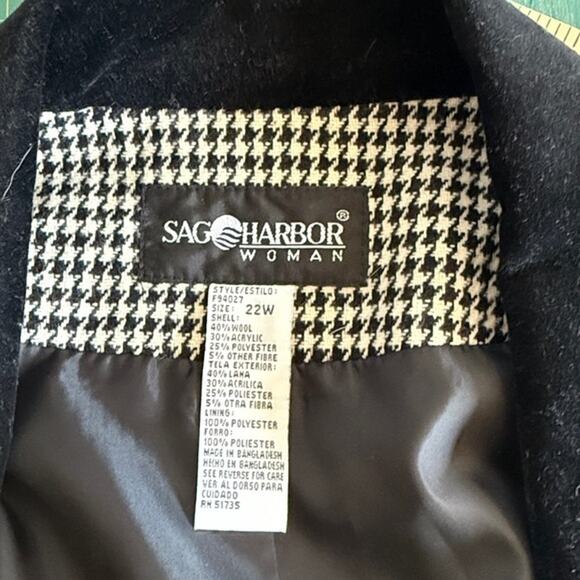 SAG HARBOR®
WOMAN
STYLE/ESTILO:
F94027
SIZE: 22W
SHELL:
40% WOOL
30% ACRYLIC
25% POLYESTER
5% OTHER FIBRE
TELA EXTERIOR:
40% LANA
30% ACRILICA
25% POLIESTER
5% OTRA FIBRA
LINING:
100% POLYESTER
FORRO:
100% POLIESTER
MADE IN BANGLADESH
HECHO EN BANGLADESH
SEE REVERSE FOR CARE
VER AL DORSO PARA
CUIDADO
RN 51735